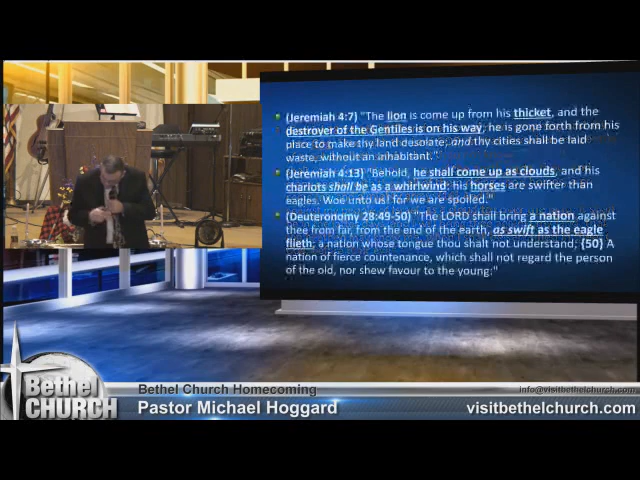 (Jeremiah 4:7) "The lion is come up from his thicket, and the
destroyer of the Gentiles is on his way; he is gone forth from his
place to make thy land desolate; and thy cities shall be laid
waste, without an inhabitant."
(Jeremiah 4:13) "Behold, he shall come up as clouds, and his
chariots shall be as a whirlwind: his horses are swifter than
eagles. Woe unto us! for we are spoiled."
(Deuteronomy 28:49-50) "The LORD shall bring a nation against
thee from far, from the end of the earth, as swift as the eagle
flieth; a nation whose tongue thou shalt not understand; (50) A
nation of fierce countenance, which shall not regard the person
of the old, nor shew favour to the young:"
Bethel
CHURCH
Bethel Church Homecoming
info@visitbethelchurch.com
Pastor Michael Hoggard
visitbethelchurch.com